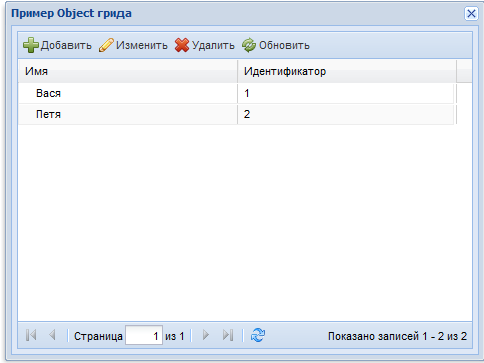 Пример Object грида
Добавить Изменить Удалить Обновить
Имя Идентификатор
Вася 1
Петя 2
Страница 1 из 1 Показано записей 1 - 2 из 2